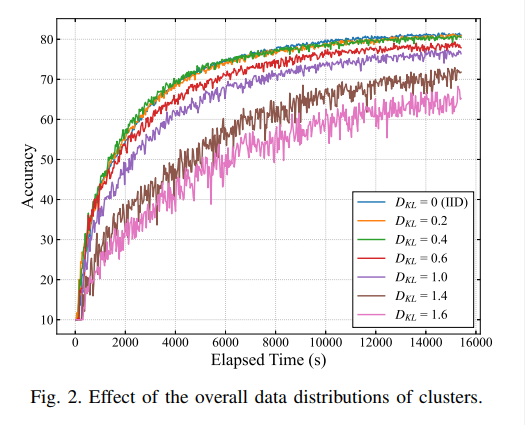 80
70
60
50
40
30
20
10
Accuracy
0
2000
4000
6000
8000
10000
12000
14000
16000
Elapsed Time (s)
D_KL = 0 (IID)
D_KL = 0.2
D_KL = 0.4
D_KL = 0.6
D_KL = 1.0
D_KL = 1.4
D_KL = 1.6
Fig. 2. Effect of the overall data distributions of clusters.